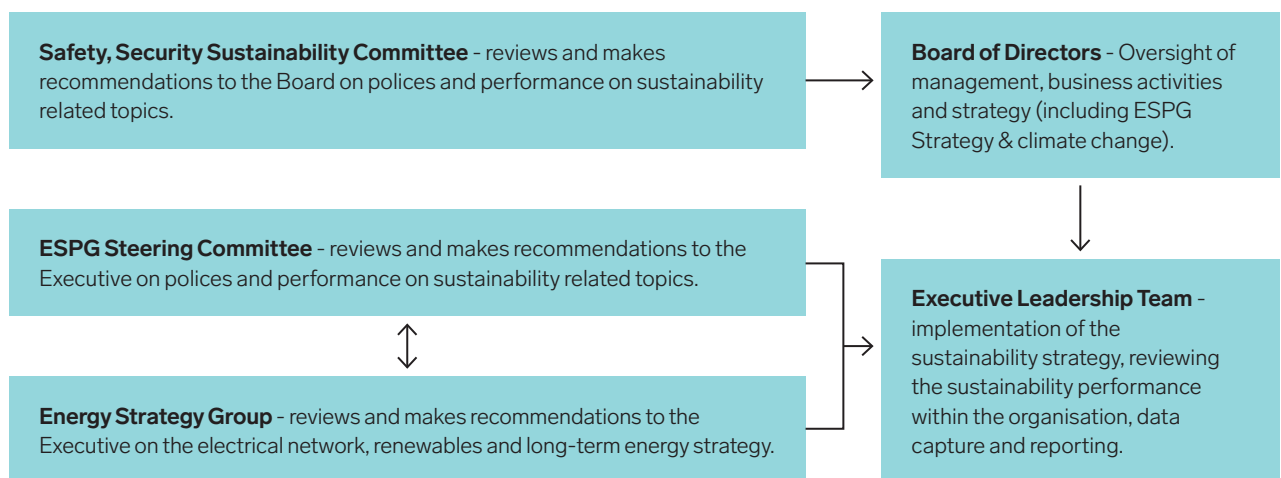 Safety, Security Sustainability Committee - reviews and makes
recommendations to the Board on polices and performance on sustainability
related topics.
Board of Directors - Oversight of
management, business activities
and strategy (including ESPG
Strategy & climate change).
ESPG Steering Committee - reviews and makes recommendations to the
Executive on polices and performance on sustainability related topics.
Energy Strategy Group - reviews and makes recommendations to the
Executive on the electrical network, renewables and long-term energy strategy.
Executive Leadership Team -
implementation of the
sustainability strategy, reviewing
the sustainability performance
within the organisation, data
capture and reporting.